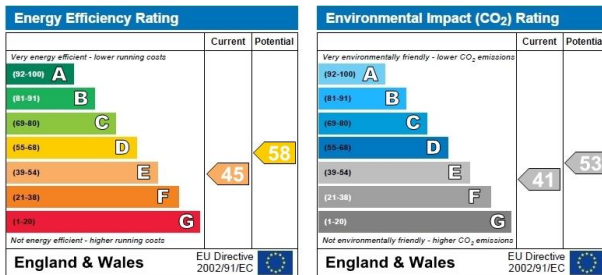 Energy Efficiency Rating
Current Potential
Very energy efficient - lower running costs
(92-100) A
(81-91) B
(69-80) C
(55-68) D
58
(39-54) E
45
(21-38) F
(1-20) G
Not energy efficient - higher running costs
England & Wales
EU Directive
2002/91/EC
Environmental Impact (CO2) Rating
Current Potential
Very environmentally friendly - lower CO2 emissions
(92-100) A
(81-91) B
(69-80) C
(55-68) D
(39-54) E
53
41
(21-38) F
(1-20) G
Not environmentally friendly - higher CO2 emissions
England & Wales
EU Directive
2002/91/EC